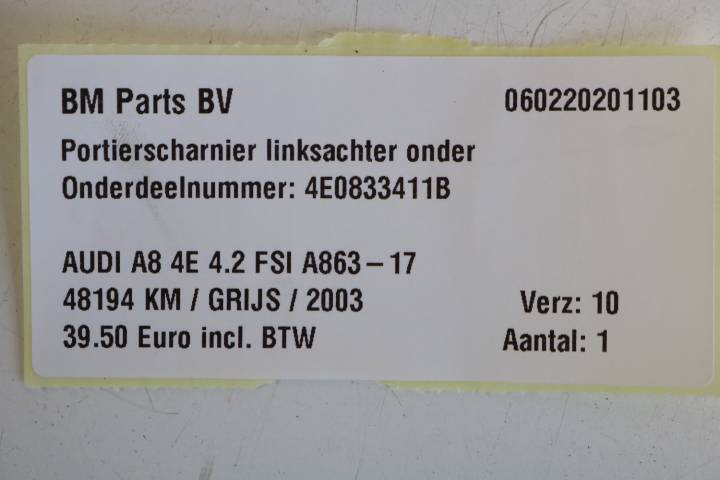 BM Parts BV 060220201103
Portierscharnier linksachter onder
Onderdeelnummer: 4E0833411B
AUDI A8 4E 4.2 FSI A863-17
48194 KM / GRIJS / 2003 Verz: 10
39.50 Euro incl. BTW Aantal: 1